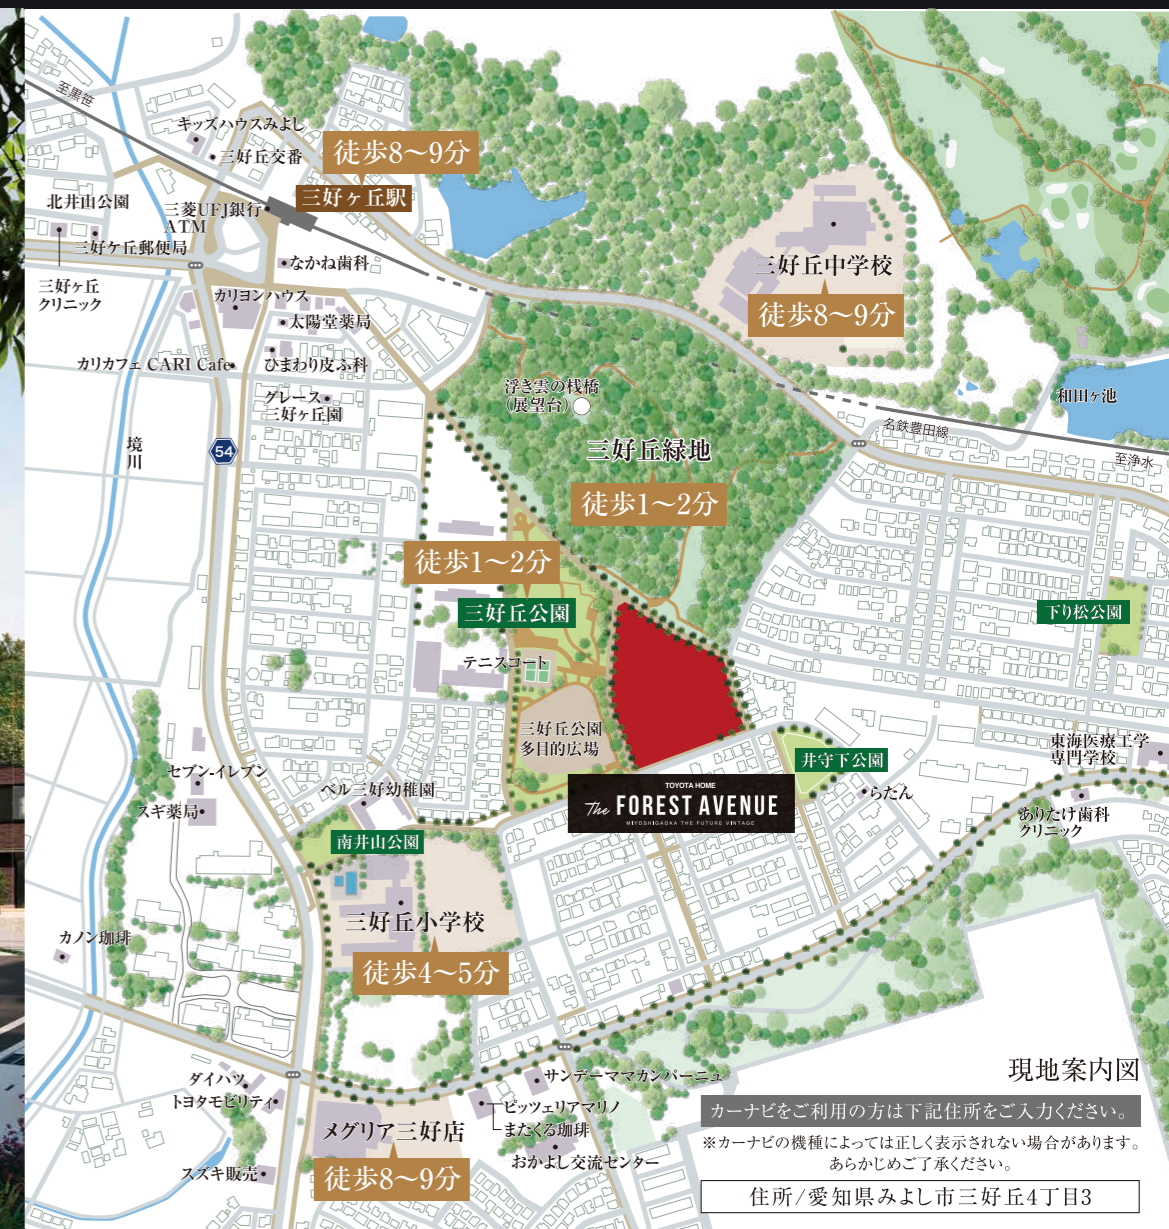 至黒笹
キッズハウスみよし
三好丘交番
徒歩8〜9分
三好ヶ丘駅
北井山公園
三菱UFJ銀行
ATM
三好ケ丘郵便局
三好ヶ丘
クリニック
なかね歯科
カリヨンハウス
太陽堂薬局
カリカフェ CARI Cafe
ひまわり皮ふ科
グレース
三好ヶ丘園
境川
54
三好丘中学校
徒歩8〜9分
浮き雲の桟橋
(展望台)
和田ヶ池
名鉄豊田線
至浄水
三好丘緑地
徒歩1〜2分
徒歩1〜2分
三好丘公園
下り松公園
テニスコート
三好丘公園
多目的広場
東海医療工学
専門学校
井守下公園
らたん
TOYOTA HOME
The FOREST AVENUE
MIYOSHIGAOKA THE FUTURE VINTAGE
ありたけ歯科
クリニック
セブン-イレブン
スギ薬局
ベル三好幼稚園
南井山公園
三好丘小学校
徒歩4〜5分
カノン珈琲
ダイハツ
トヨタモビリティ
サンデーママカンパーニュ
ピッツェリアマリノ
またくる珈琲
おかよし交流センター
メグリア三好店
徒歩8〜9分
スズキ販売
現地案内図
カーナビをご利用の方は下記住所をご入力ください。
※カーナビの機種によっては正しく表示されない場合があります。
あらかじめご了承ください。
住所/愛知県みよし市三好丘4丁目3